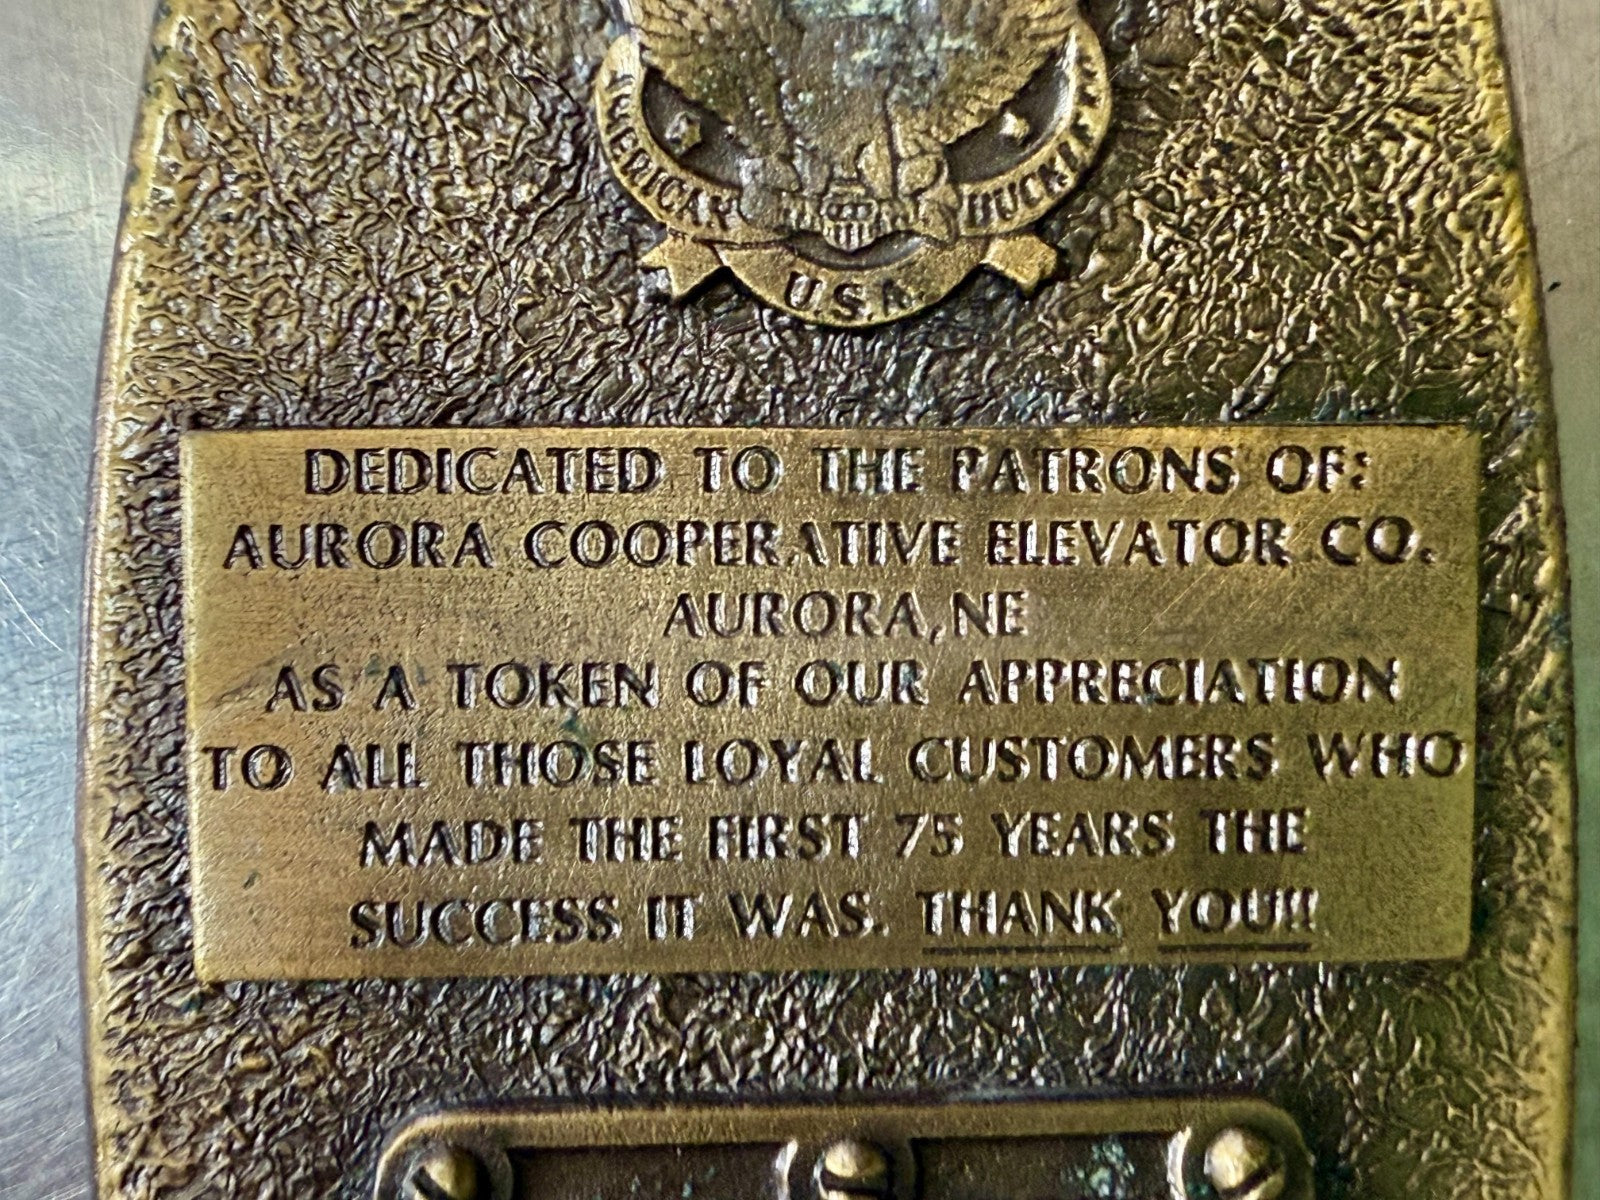 AMERICAN BUCKLE
U.S.A.
DEDICATED TO THE PATRONS OF:
AURORA COOPERATIVE ELEVATOR CO.
AURORA, NE
AS A TOKEN OF OUR APPRECIATION
TO ALL THOSE LOYAL CUSTOMERS WHO
MADE THE FIRST 75 YEARS THE
SUCCESS IT WAS. THANK YOU!!